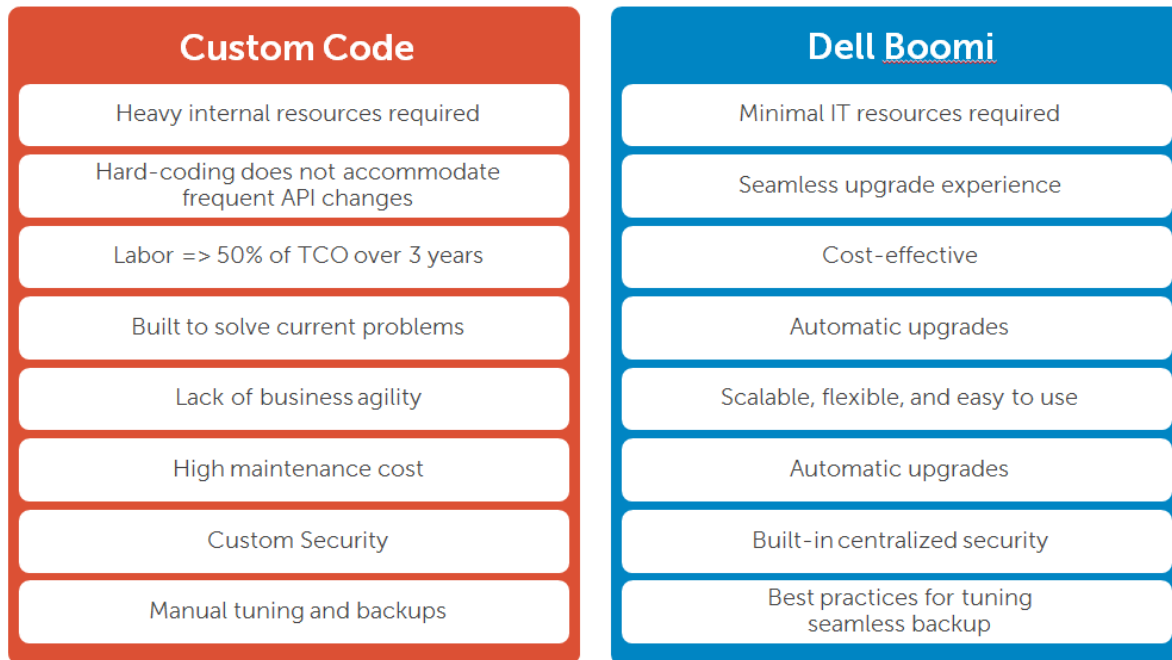 Custom Code
Heavy internal resources required
Hard-coding does not accommodate
frequent API changes
Labor => 50% of TCO over 3 years
Built to solve current problems
Lack of business agility
High maintenance cost
Custom Security
Manual tuning and backups
Dell Boomi
Minimal IT resources required
Seamless upgrade experience
Cost-effective
Automatic upgrades
Scalable, flexible, and easy to use
Automatic upgrades
Built-in centralized security
Best practices for tuning
seamless backup